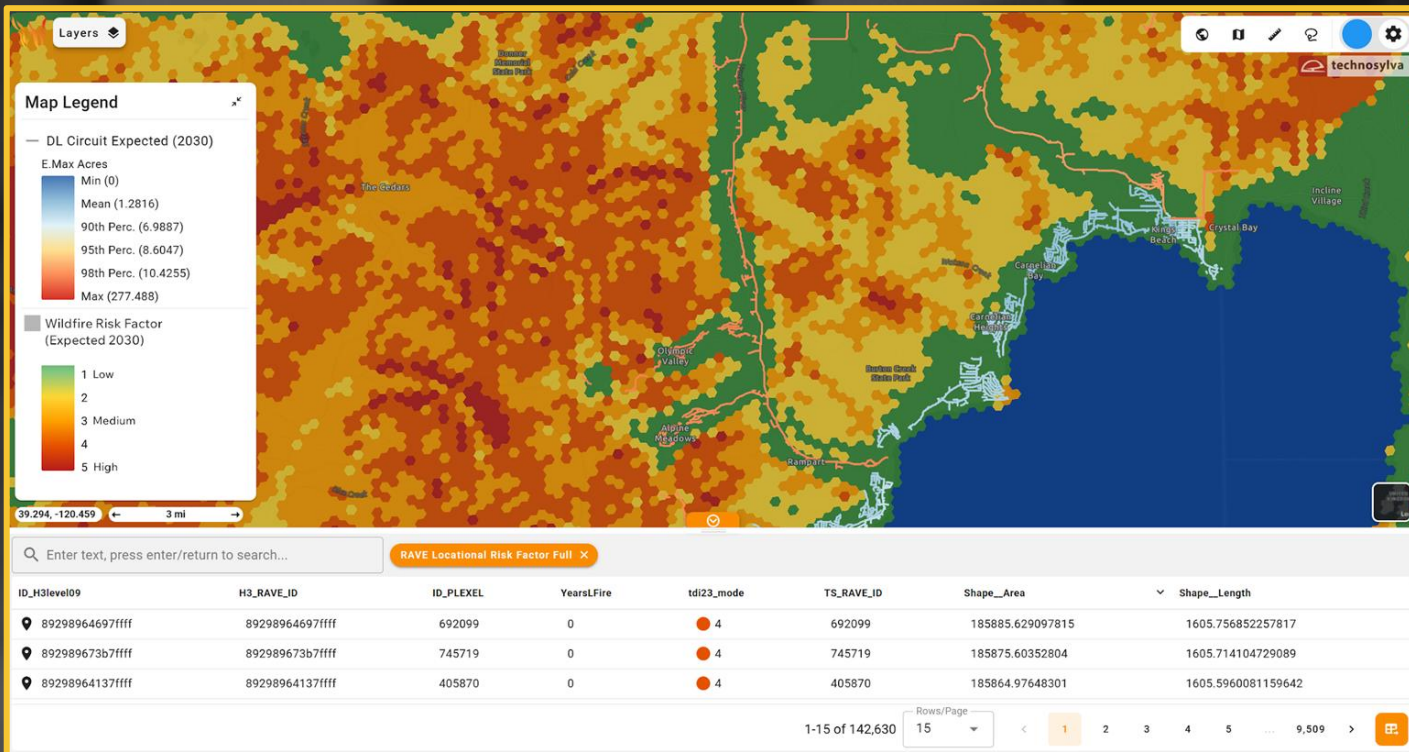 Layers
technosylva
Map Legend
DL Circuit Expected (2030)
E.Max Acres
Min (0)
Mean (1.2816)
90th Perc. (6.9887)
95th Perc. (8.6047)
98th Perc. (10.4255)
Max (277.488)
Wildfire Risk Factor
(Expected 2030)
1 Low
2
3 Medium
4
5 High
Donner
Memorial
State Park
The Cedars
Incline
Village
Kings
Beach
Crystal Bay
Carnelian
Bay
Carnelian
Heights
Olympic
Valley
Burton Creek
State Park
Alpine
Meadows
Rampart
39.294, -120.459
3 mi
Enter text, press enter/return to search...
RAVE Locational Risk Factor Full
ID_H3level09 H3_RAVE_ID ID_PLEXEL YearsLFire tdi23_mode TS_RAVE_ID Shape__Area Shape__Length
89298964697ffff 89298964697ffff 692099 0 4 692099 185885.629097815 1605.756852257817
892989673b7ffff 892989673b7ffff 745719 0 4 745719 185875.60352804 1605.714104729089
89298964137ffff 89298964137ffff 405870 0 4 405870 185864.97648301 1605.5960081159642
Rows/Page
1-15 of 142,630 15 1 2 3 4 5 ... 9,509